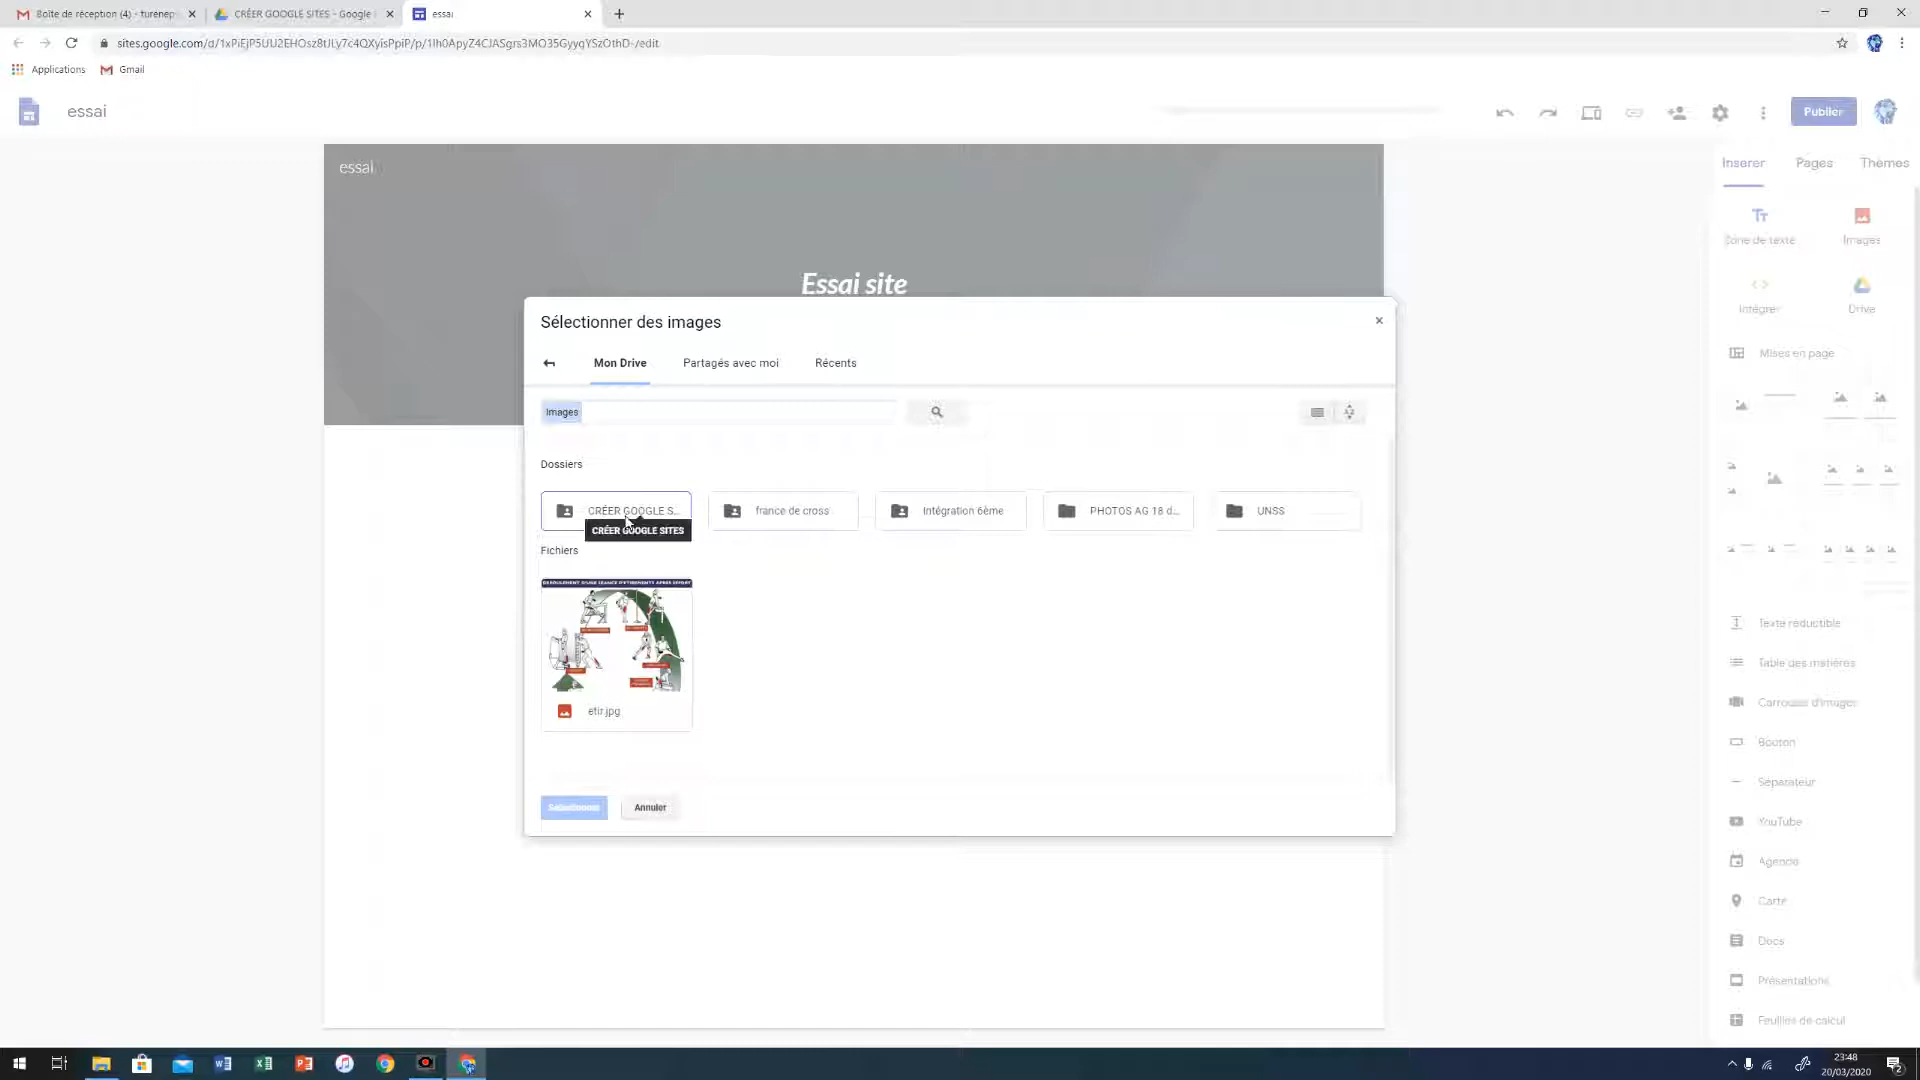 Boîte de réception (4) - turenep
CRÉER GOOGLE SITES - Google
essai
sites.google.com/d/1xPiEjP5UU2EHOsz8tJLy7c4QXyisPpiP/p/1lh0ApyZ4CJASgrs3MO35GyyqYSzOthD-/edit
Applications
Gmail
essai
Publier
essai
Insérer
Pages
Thèmes
Zone de texte
Images
Essai site
Intégrer
Drive
Sélectionner des images
Mon Drive
Partagés avec moi
Récents
Mises en page
Images
Dossiers
CRÉER GOOGLE S...
france de cross
Intégration 6ème
PHOTOS AG 18 d...
UNSS
CRÉER GOOGLE SITES
Fichiers
DEROULEMENT D'UNE SEANCE D'ETIREMENTS APRES EFFORT
etir.jpg
Texte réductible
Table des matières
Carrousel d'images
Bouton
Séparateur
Sélectionner
Annuler
YouTube
Agenda
Carte
Docs
Présentations
Feuilles de calcul
23:48
20/03/2020
2